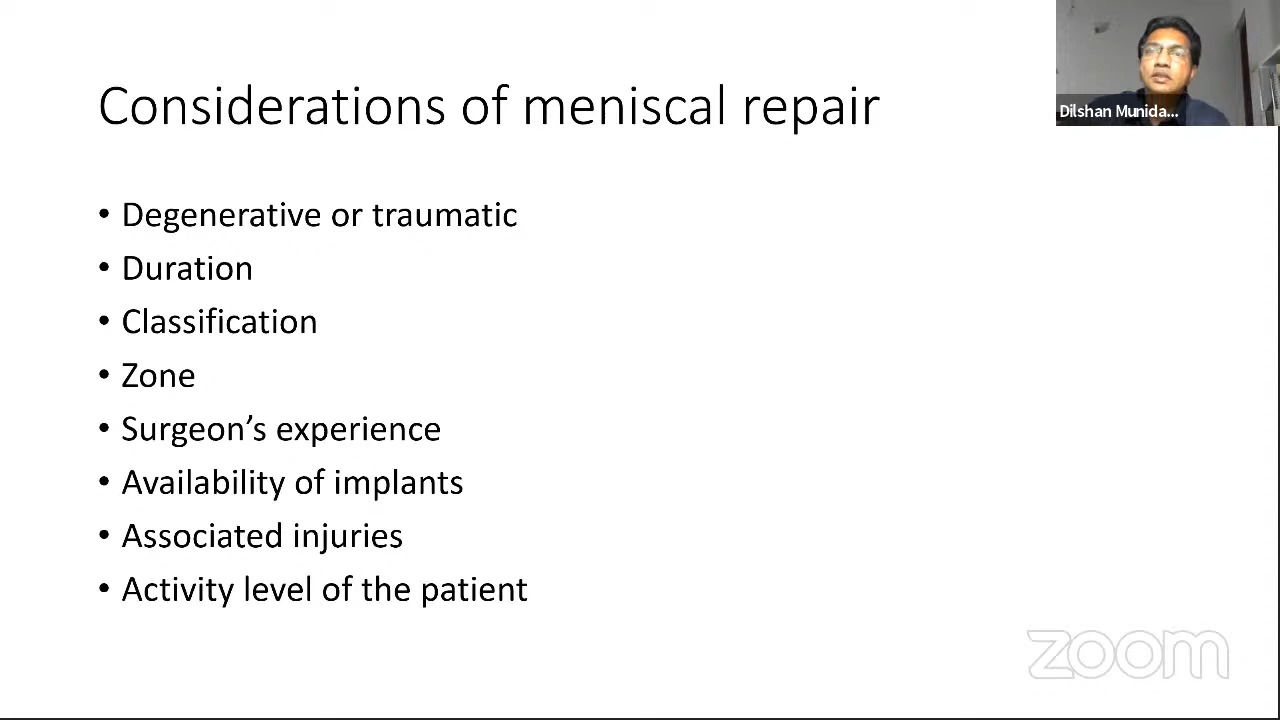 Considerations of meniscal repair
Dilshan Munida...
• Degenerative or traumatic
• Duration
• Classification
• Zone
• Surgeon’s experience
• Availability of implants
• Associated injuries
• Activity level of the patient
zoom